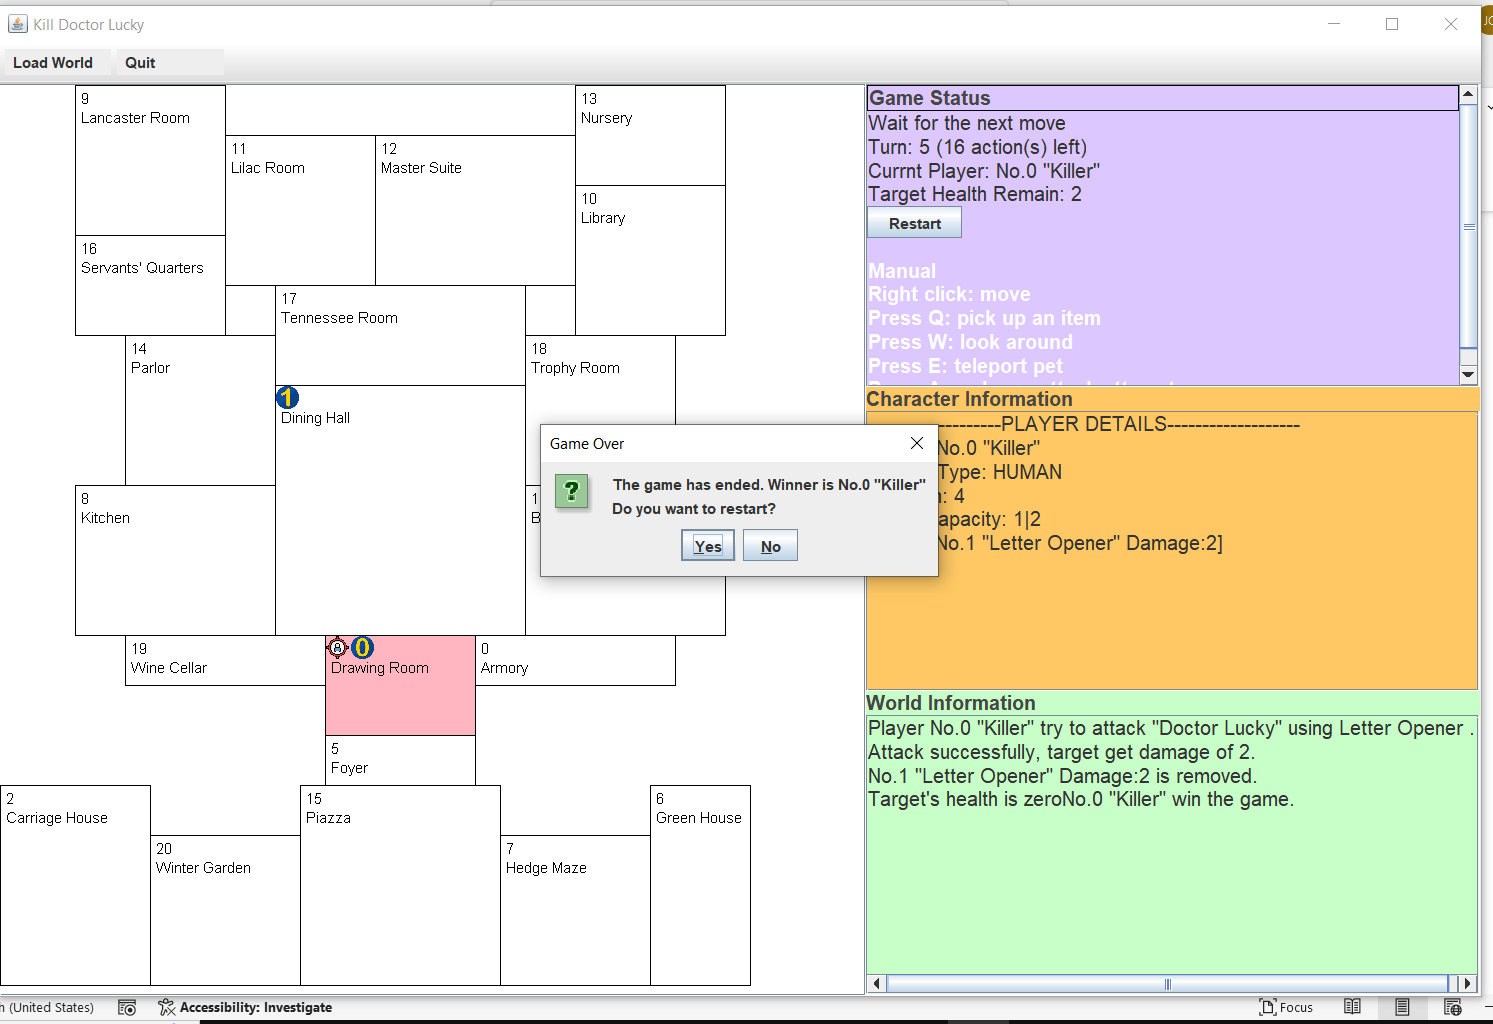 Kill Doctor Lucky
Load World
Quit
9
Lancaster Room
13
Nursery
11
Lilac Room
12
Master Suite
10
Library
16
Servants' Quarters
17
Tennessee Room
14
Parlor
18
Trophy Room
1
Dining Hall
8
Kitchen
1
B
19
Wine Cellar
0
Drawing Room
0
Armory
5
Foyer
2
Carriage House
15
Piazza
6
Green House
20
Winter Garden
7
Hedge Maze
Game Status
Wait for the next move
Turn: 5 (16 action(s) left)
Currnt Player: No.0 "Killer"
Target Health Remain: 2
Restart
Manual
Right click: move
Press Q: pick up an item
Press W: look around
Press E: teleport pet
Character Information
-----------PLAYER DETAILS-------------------
No.0 "Killer"
Type: HUMAN
: 4
apacity: 1|2
No.1 "Letter Opener" Damage:2]
Game Over
The game has ended. Winner is No.0 "Killer"
Do you want to restart?
Yes
No
World Information
Player No.0 "Killer" try to attack "Doctor Lucky" using Letter Opener .
Attack successfully, target get damage of 2.
No.1 "Letter Opener" Damage:2 is removed.
Target's health is zeroNo.0 "Killer" win the game.
(United States)
Accessibility: Investigate
Focus